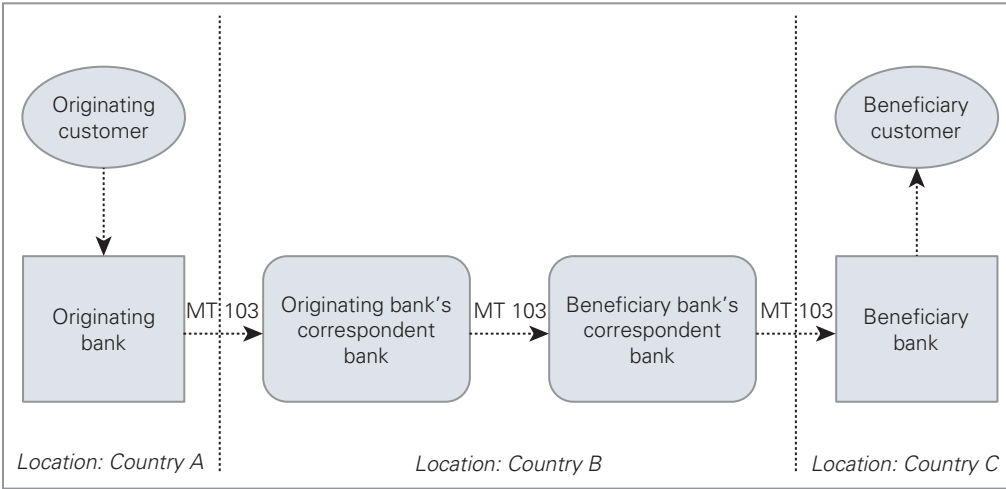 Originating
customer
Beneficiary
customer
Originating
bank
MT 103
Originating bank's
correspondent
bank
MT 103
Beneficiary bank's
correspondent
bank
MT 103
Beneficiary
bank
Location: Country A
Location: Country B
Location: Country C